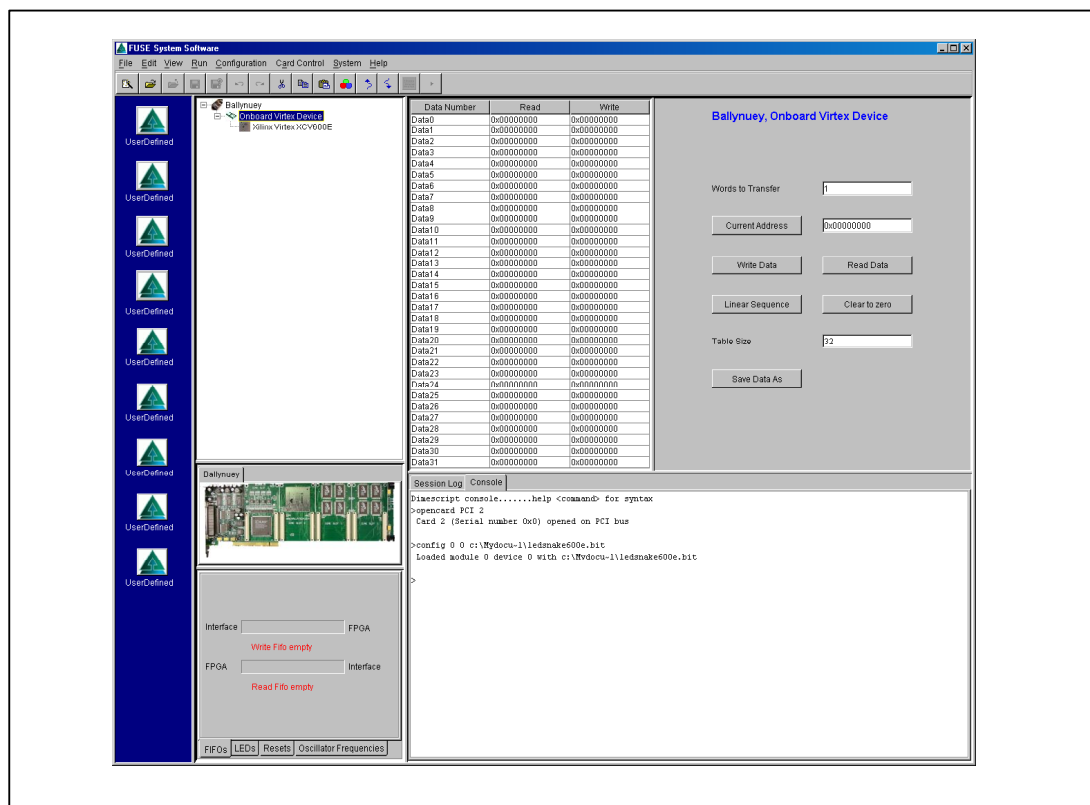 FUSE System Software
File Edit View Run Configuration Card Control System Help
UserDefined
UserDefined
UserDefined
UserDefined
UserDefined
UserDefined
UserDefined
UserDefined
UserDefined
Ballynuey
Onboard Virtex Device
Xilinx Virtex XCV600E
Data Number Read Write
Data0 0x00000000 0x00000000
Data1 0x00000000 0x00000000
Data2 0x00000000 0x00000000
Data3 0x00000000 0x00000000
Data4 0x00000000 0x00000000
Data5 0x00000000 0x00000000
Data6 0x00000000 0x00000000
Data7 0x00000000 0x00000000
Data8 0x00000000 0x00000000
Data9 0x00000000 0x00000000
Data10 0x00000000 0x00000000
Data11 0x00000000 0x00000000
Data12 0x00000000 0x00000000
Data13 0x00000000 0x00000000
Data14 0x00000000 0x00000000
Data15 0x00000000 0x00000000
Data16 0x00000000 0x00000000
Data17 0x00000000 0x00000000
Data18 0x00000000 0x00000000
Data19 0x00000000 0x00000000
Data20 0x00000000 0x00000000
Data21 0x00000000 0x00000000
Data22 0x00000000 0x00000000
Data23 0x00000000 0x00000000
Data24 0x00000000 0x00000000
Data25 0x00000000 0x00000000
Data26 0x00000000 0x00000000
Data27 0x00000000 0x00000000
Data28 0x00000000 0x00000000
Data29 0x00000000 0x00000000
Data30 0x00000000 0x00000000
Data31 0x00000000 0x00000000
Ballynuey, Onboard Virtex Device
Words to Transfer 1
Current Address 0x00000000
Write Data Read Data
Linear Sequence Clear to zero
Table Size 32
Save Data As
Ballynuey
Interface FPGA
Write Fifo empty
FPGA Interface
Read Fifo empty
FIFOs LEDs Resets Oscillator Frequencies
Session Log Console
Dimescript console.......help <command> for syntax
>opencard PCI 2
Card 2 (Serial number 0x0) opened on PCI bus
>config 0 0 c:\Mydocu~1\ledsnake600e.bit
Loaded module 0 device 0 with c:\Mydocu~1\ledsnake600e.bit
>